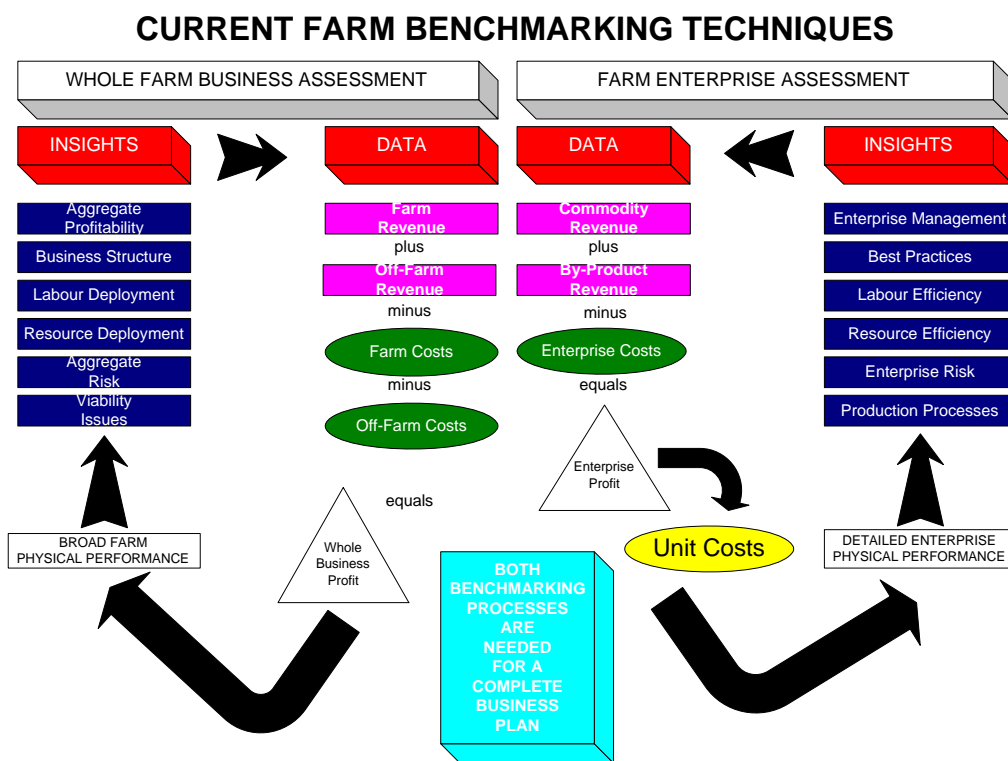 CURRENT FARM BENCHMARKING TECHNIQUES
WHOLE FARM BUSINESS ASSESSMENT
FARM ENTERPRISE ASSESSMENT
INSIGHTS
DATA
DATA
INSIGHTS
Aggregate
Profitability
Business Structure
Labour Deployment
Resource Deployment
Aggregate
Risk
Viability
Issues
BROAD FARM
PHYSICAL PERFORMANCE
Farm
Revenue
plus
Off-Farm
Revenue
minus
Farm Costs
minus
Off-Farm Costs
equals
Whole
Business
Profit
Commodity
Revenue
plus
By-Product
Revenue
minus
Enterprise Costs
equals
Enterprise
Profit
Unit Costs
Enterprise Management
Best Practices
Labour Efficiency
Resource Efficiency
Enterprise Risk
Production Processes
DETAILED ENTERPRISE
PHYSICAL PERFORMANCE
BOTH
BENCHMARKING
PROCESSES
ARE
NEEDED
FOR A
COMPLETE
BUSINESS
PLAN